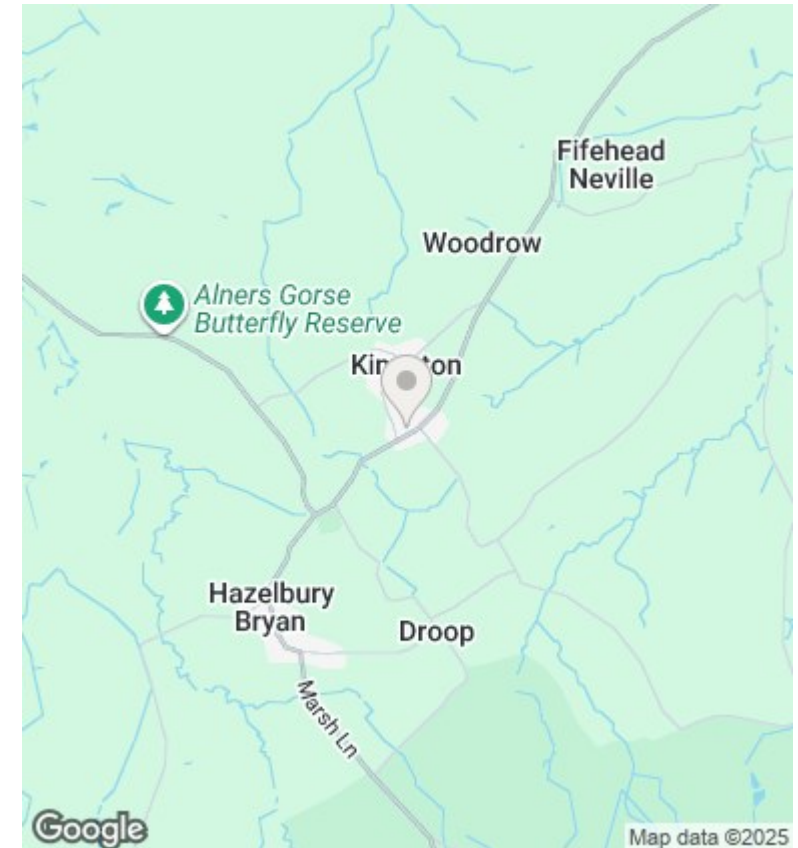 Fifehead
Neville
Woodrow
Alners Gorse
Butterfly Reserve
Hazelbury
Bryan
Droop
Marsh Ln
Google
Map data ©2025